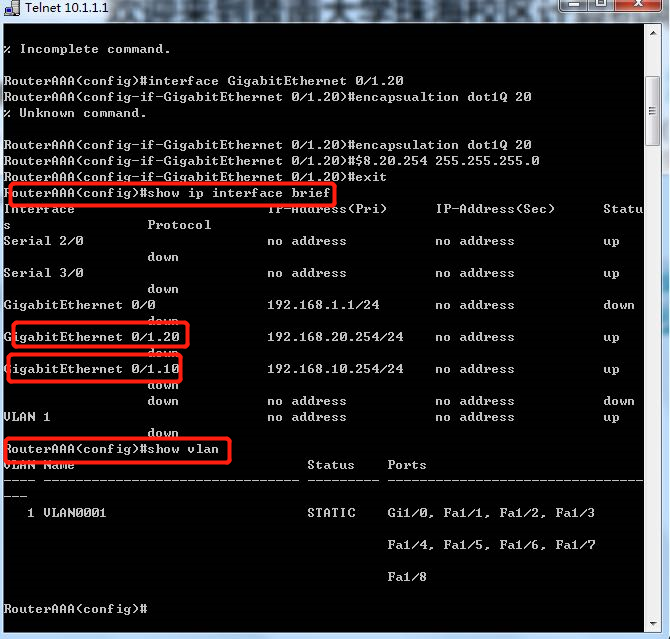 Telnet 10.1.1.1
% Incomplete command.
RouterAAA(config)#interface GigabitEthernet 0/1.20
RouterAAA(config-if-GigabitEthernet 0/1.20)#encapsualtion dot1Q 20
% Unknown command.
RouterAAA(config-if-GigabitEthernet 0/1.20)#encapsulation dot1Q 20
RouterAAA(config-if-GigabitEthernet 0/1.20)#$8.20.254 255.255.255.0
RouterAAA(config-if-GigabitEthernet 0/1.20)#exit
RouterAAA(config)#show ip interface brief
Interface IP-Address(Pri) IP-Address(Sec) Statu
s Protocol
Serial 2/0 no address no address up
down
Serial 3/0 no address no address up
down
GigabitEthernet 0/0 192.168.1.1/24 no address down
down
GigabitEthernet 0/1.20 192.168.20.254/24 no address up
down
GigabitEthernet 0/1.10 192.168.10.254/24 no address up
down
no address no address down
down
VLAN 1 no address no address up
down
RouterAAA(config)#show vlan
VLAN Name Status Ports
---- -------------------------------- --------- --------------------------------
---
1 VLAN0001 STATIC Gi1/0, Fa1/1, Fa1/2, Fa1/3
Fa1/4, Fa1/5, Fa1/6, Fa1/7
Fa1/8
RouterAAA(config)#